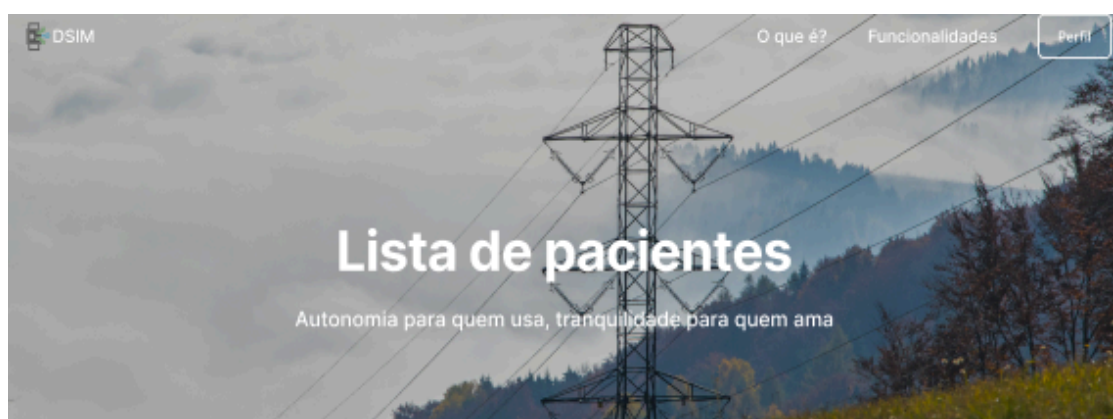 DSIM
O que é?
Funcionalidades
Perfil
Lista de pacientes
Autonomia para quem usa, tranquilidade para quem ama